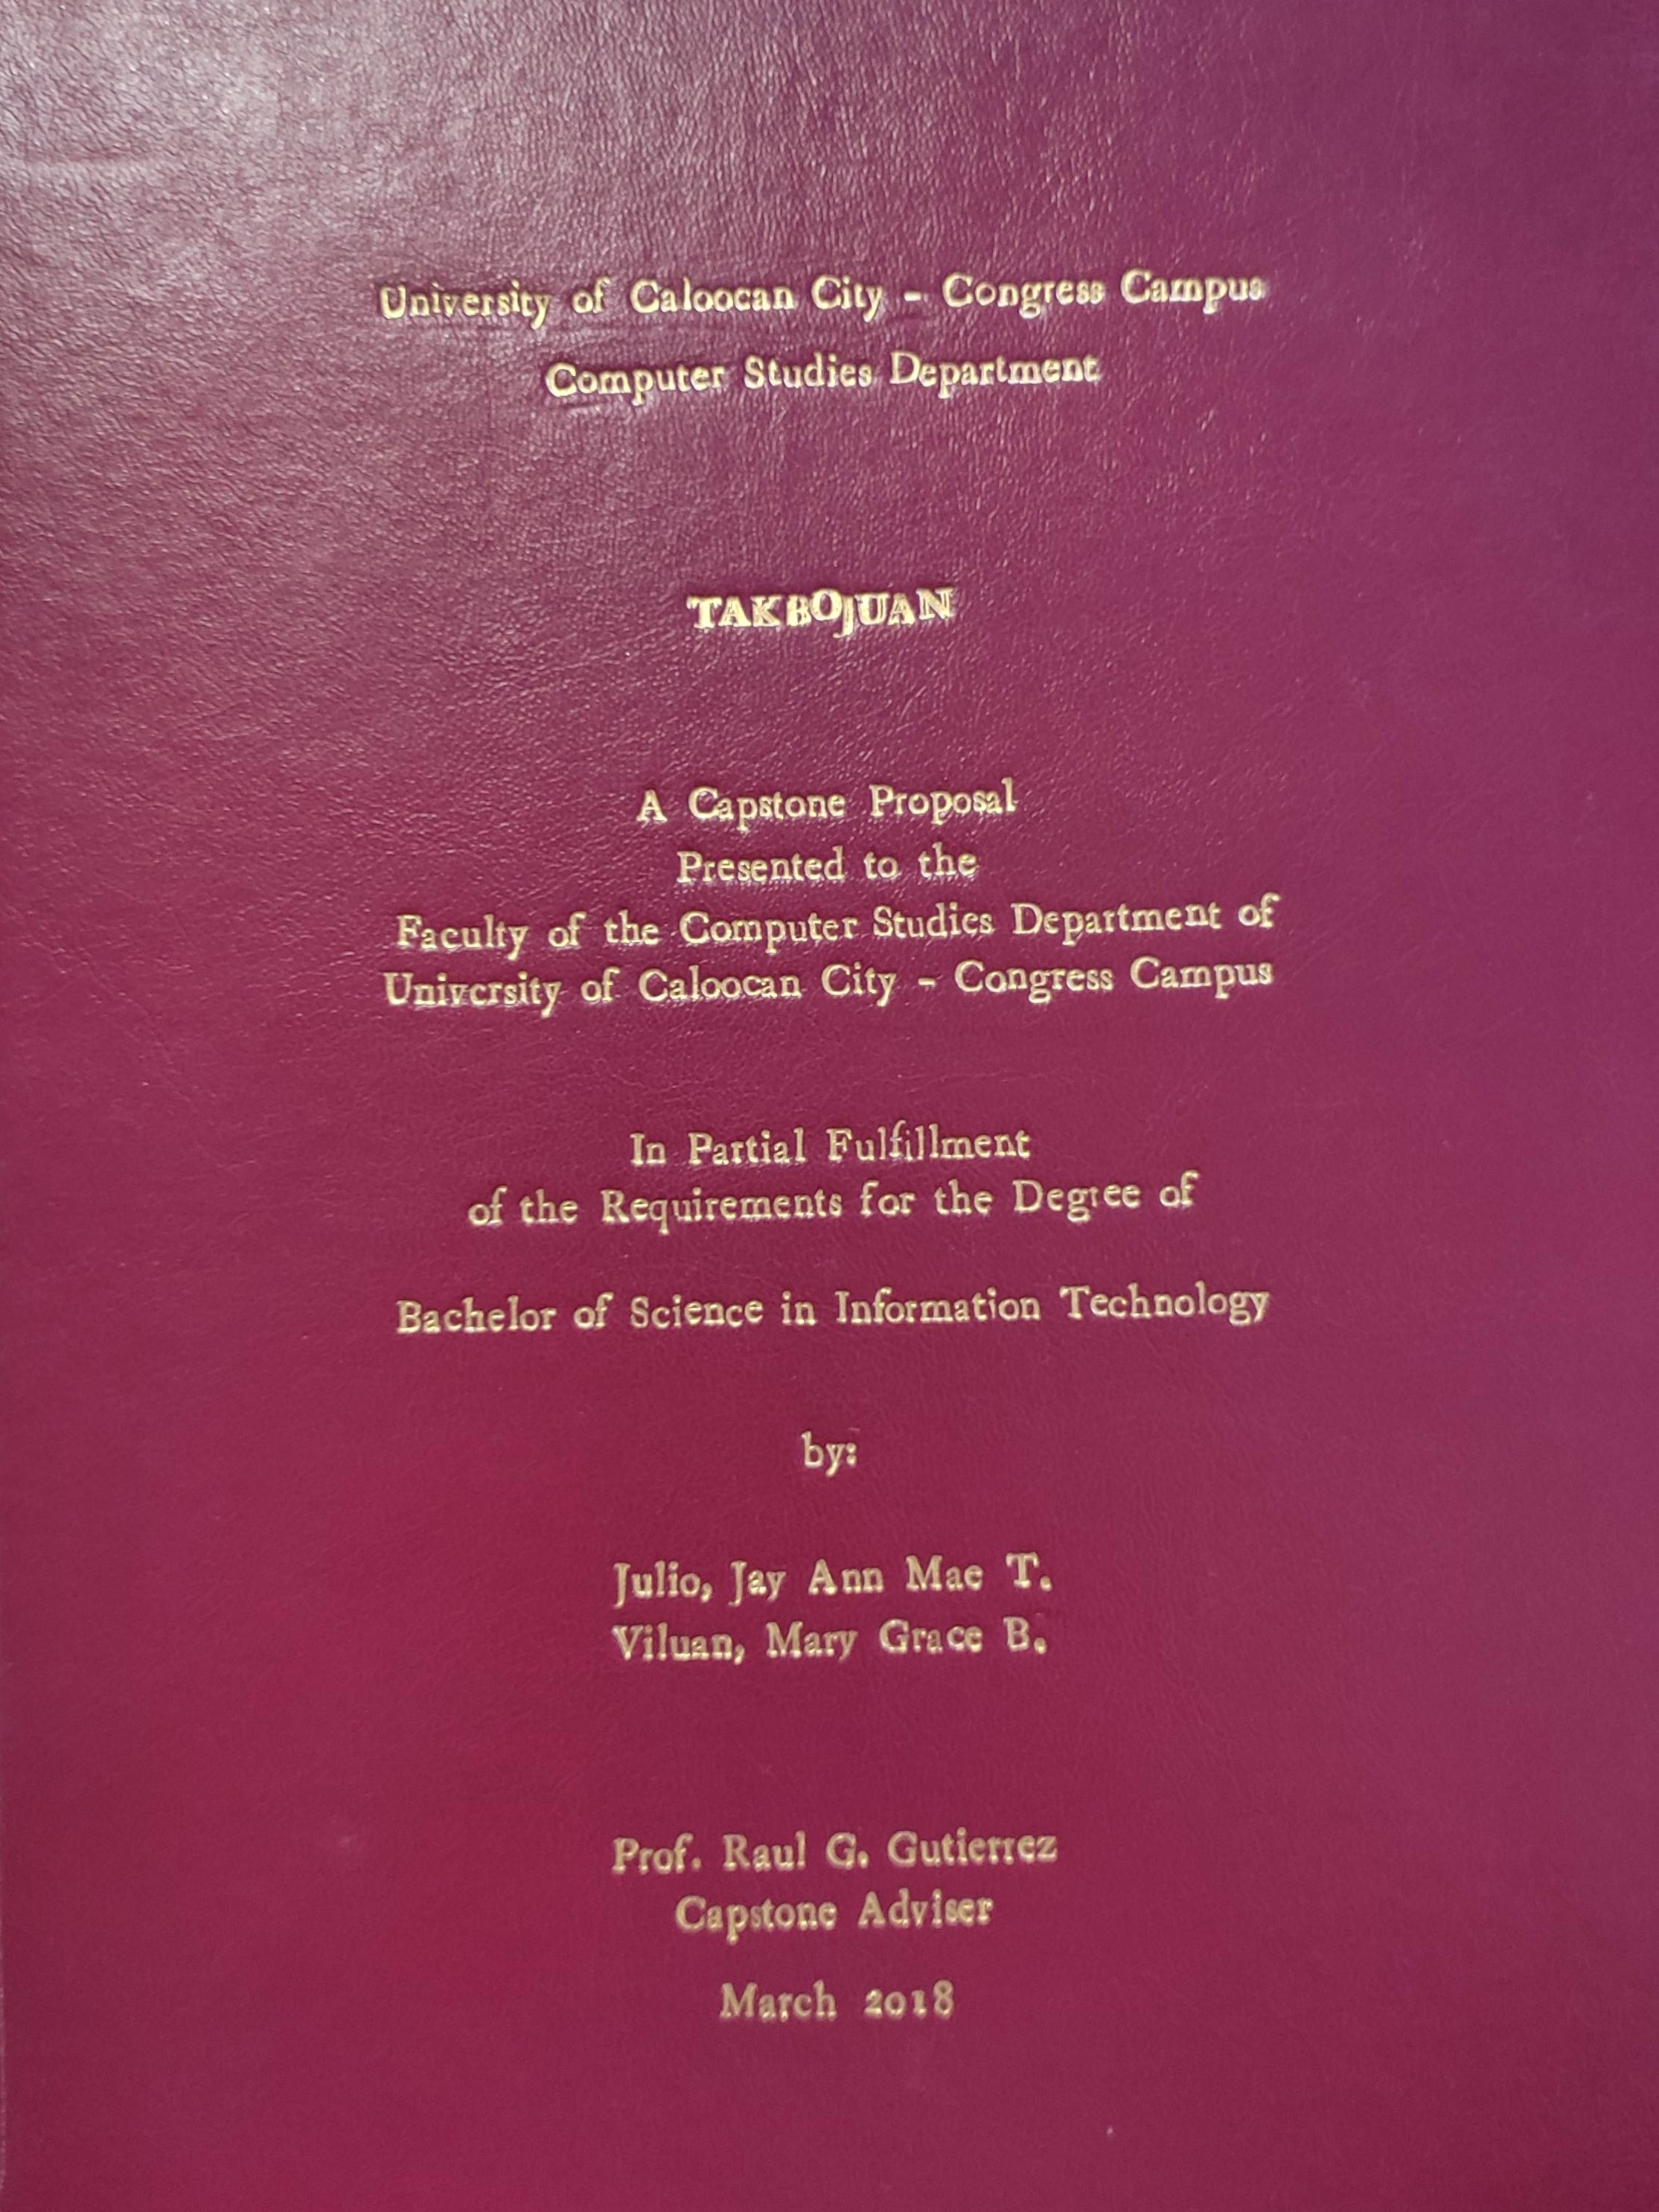 University of Caloocan City - Congress Campus
Computer Studies Department
TAKBOJUAN
A Capstone Proposal
Presented to the
Faculty of the Computer Studies Department of
University of Caloocan City - Congress Campus
In Partial Fulfillment
of the Requirements for the Degree of
Bachelor of Science in Information Technology
by:
Julio, Jay Ann Mae T.
Viluan, Mary Grace B.
Prof. Raul G. Gutierrez
Capstone Adviser
March 2018